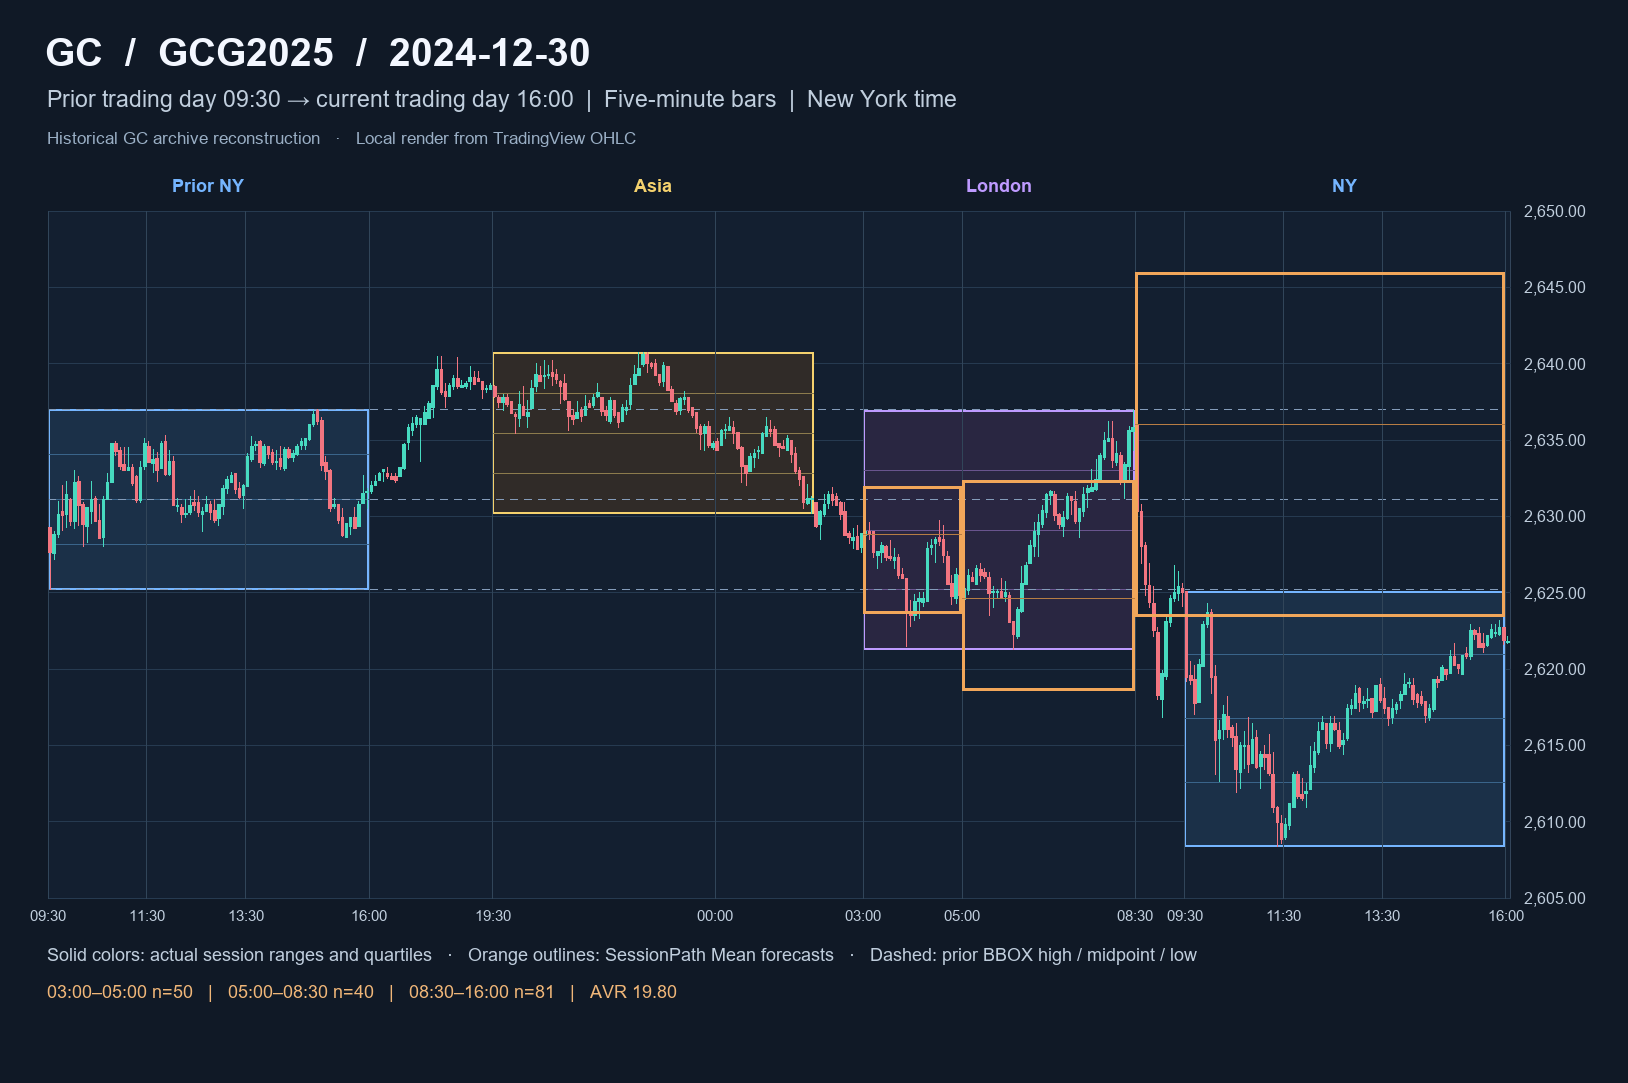 GC / GCG2025 / 2024-12-30
Prior trading day 09:30 → current trading day 16:00 | Five-minute bars | New York time
Historical GC archive reconstruction · Local render from TradingView OHLC
Prior NY Asia London NY
2,650.00
2,645.00
2,640.00
2,635.00
2,630.00
2,625.00
2,620.00
2,615.00
2,610.00
2,605.00
09:30 11:30 13:30 16:00 19:30 00:00 03:00 05:00 08:30 09:30 11:30 13:30 16:00
Solid colors: actual session ranges and quartiles · Orange outlines: SessionPath Mean forecasts · Dashed: prior BBOX high / midpoint / low
03:00–05:00 n=50 | 05:00–08:30 n=40 | 08:30–16:00 n=81 | AVR 19.80